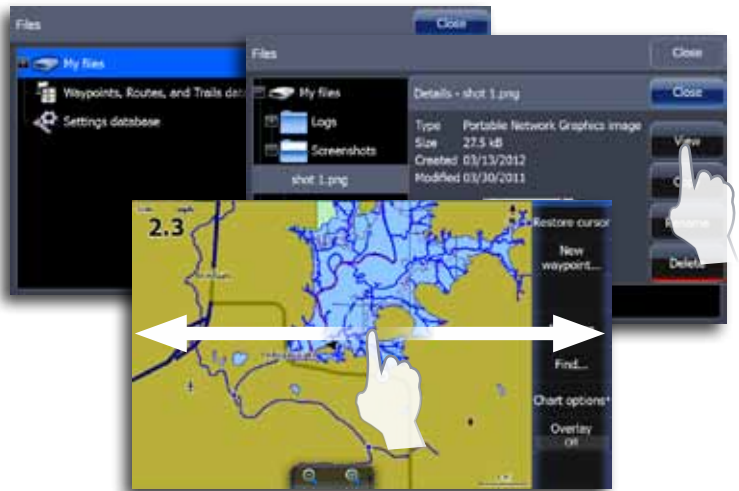 Files
Close
My files
Waypoints, Routes, and Trails dat
Settings database
Files
Close
My files
Logs
Screenshots
shot 1.png
Details - shot 1.png
Close
Type Portable Network Graphics image
Size 27.5 kB
Created 03/13/2012
Modified 03/30/2011
View
Delete
2.3
Restore cursor
New
waypoint...
Find...
Chart options
Overlay
Off